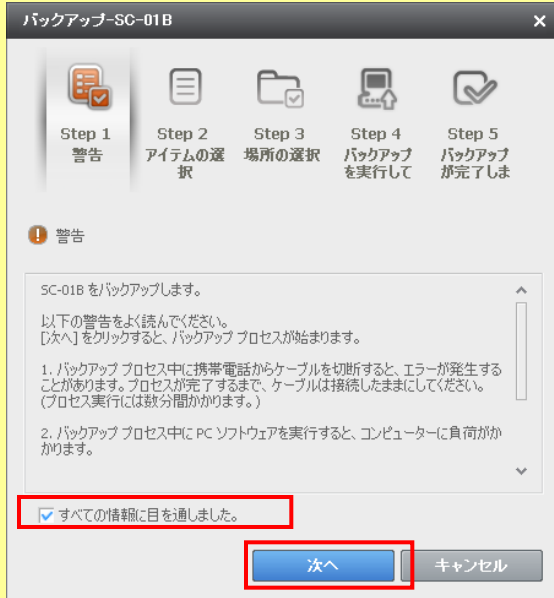 バックアップ-SC-01B
Step 1
警告
Step 2
アイテムの選
択
Step 3
場所の選択
Step 4
バックアップ
を実行して
Step 5
バックアップ
が完了しま
警告
SC-01B をバックアップします。
以下の警告をよく読んでください。
[次へ] をクリックすると、バックアップ プロセスが始まります。
1. バックアップ プロセス中に携帯電話からケーブルを切断すると、エラーが発生する
ことがあります。プロセスが完了するまで、ケーブルは接続したままにしてください。
(プロセス実行には数分間かかります。)
2. バックアップ プロセス中に PC ソフトウェアを実行すると、コンピューターに負荷がか
かります。
すべての情報に目を通しました。
次へ
キャンセル